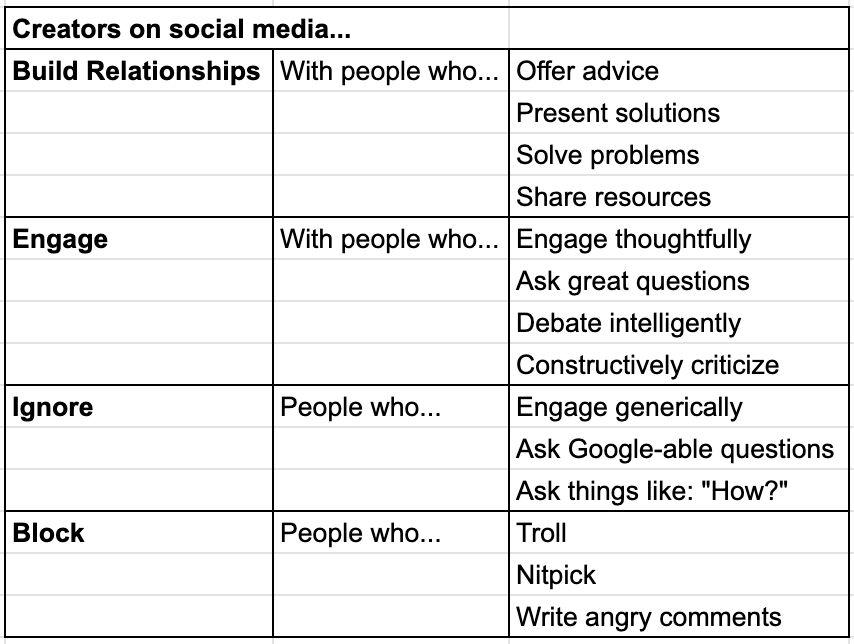 Creators on social media...
Build Relationships With people who... Offer advice
Present solutions
Solve problems
Share resources
Engage With people who... Engage thoughtfully
Ask great questions
Debate intelligently
Constructively criticize
Ignore People who... Engage generically
Ask Google-able questions
Ask things like: "How?"
Block People who... Troll
Nitpick
Write angry comments